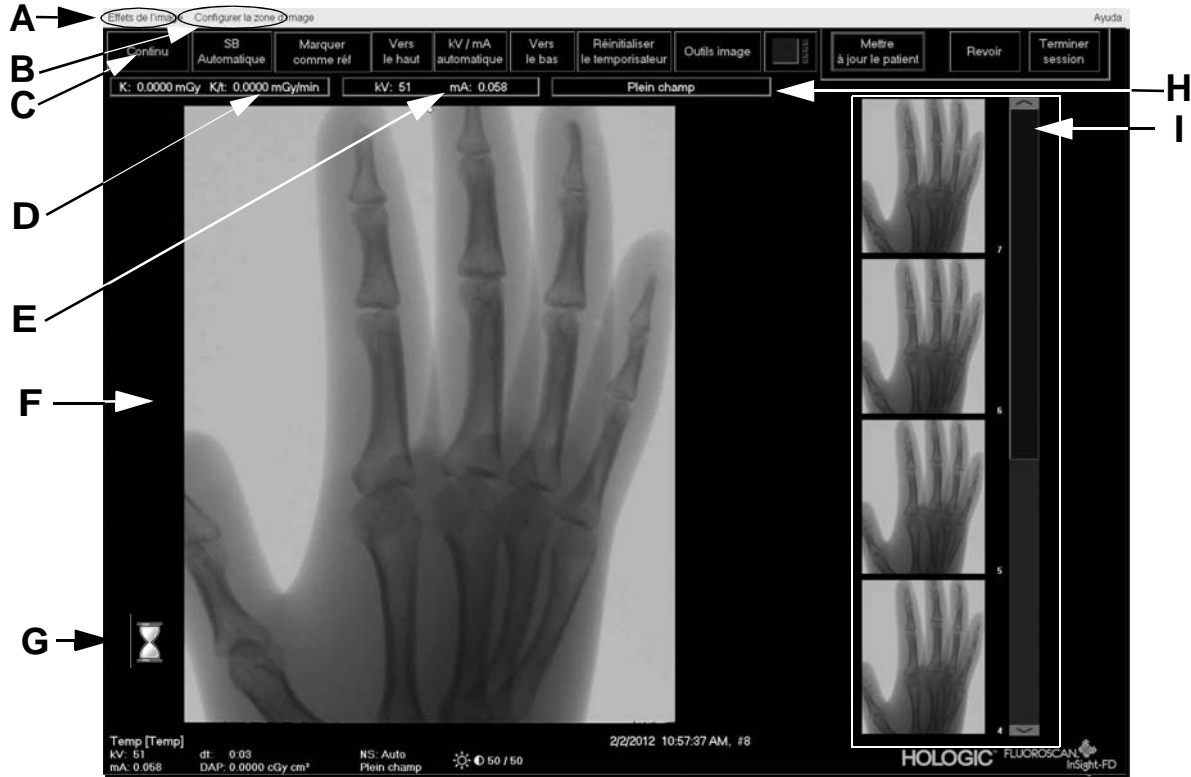 A
Effets de l'image Configurer la zone d'image Ayuda
B
C
Continu
SB Automatique
Marquer comme réf
Vers le haut
kV / mA automatique
Vers le bas
Réinitialiser le temporisateur
Outils image
Mettre à jour le patient
Revoir
Terminer session
K: 0.0000 mGy K/t: 0.0000 mGy/min
kV: 51 mA: 0.058
Plein champ
H
I
D
E
F
G
7
6
5
4
Temp [Temp]
kV: 51 dt: 0:03 NS: Auto
mA: 0.058 DAP: 0.0000 cGy cm² Plein champ
50 / 50
2/2/2012 10:57:37 AM, #8
HOLOGIC™ FLUOROSCAN
InSight-FD